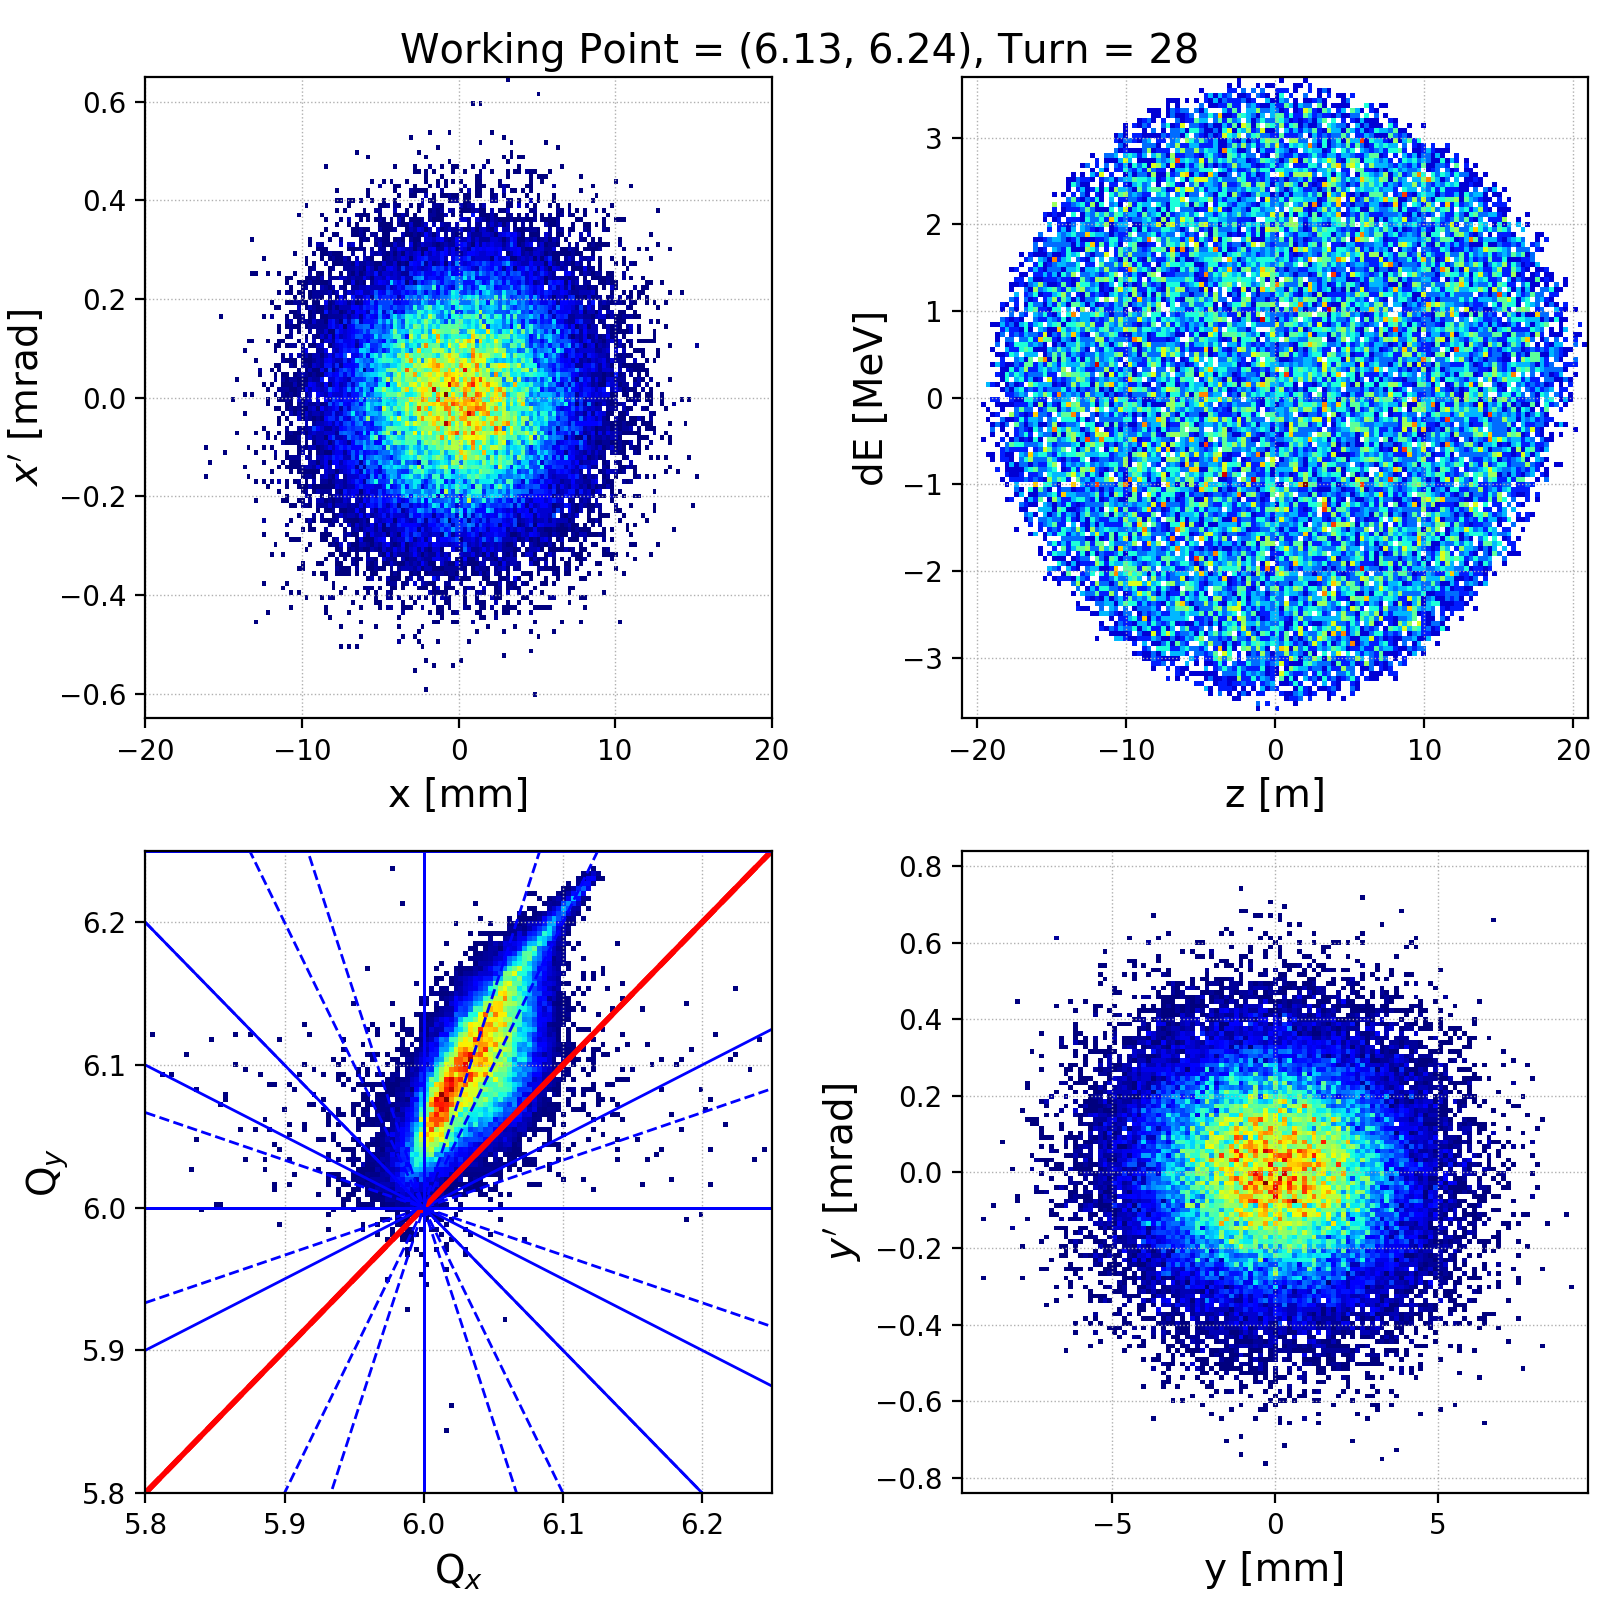 Working Point = (6.13, 6.24), Turn = 28
x′ [mrad]
0.6
0.4
0.2
0.0
−0.2
−0.4
−0.6
−20 −10 0 10 20
x [mm]
dE [MeV]
3
2
1
0
−1
−2
−3
−20 −10 0 10 20
z [m]
Q_y
6.2
6.1
6.0
5.9
5.8
5.8 5.9 6.0 6.1 6.2
Q_x
y′ [mrad]
0.8
0.6
0.4
0.2
0.0
−0.2
−0.4
−0.6
−0.8
−5 0 5
y [mm]